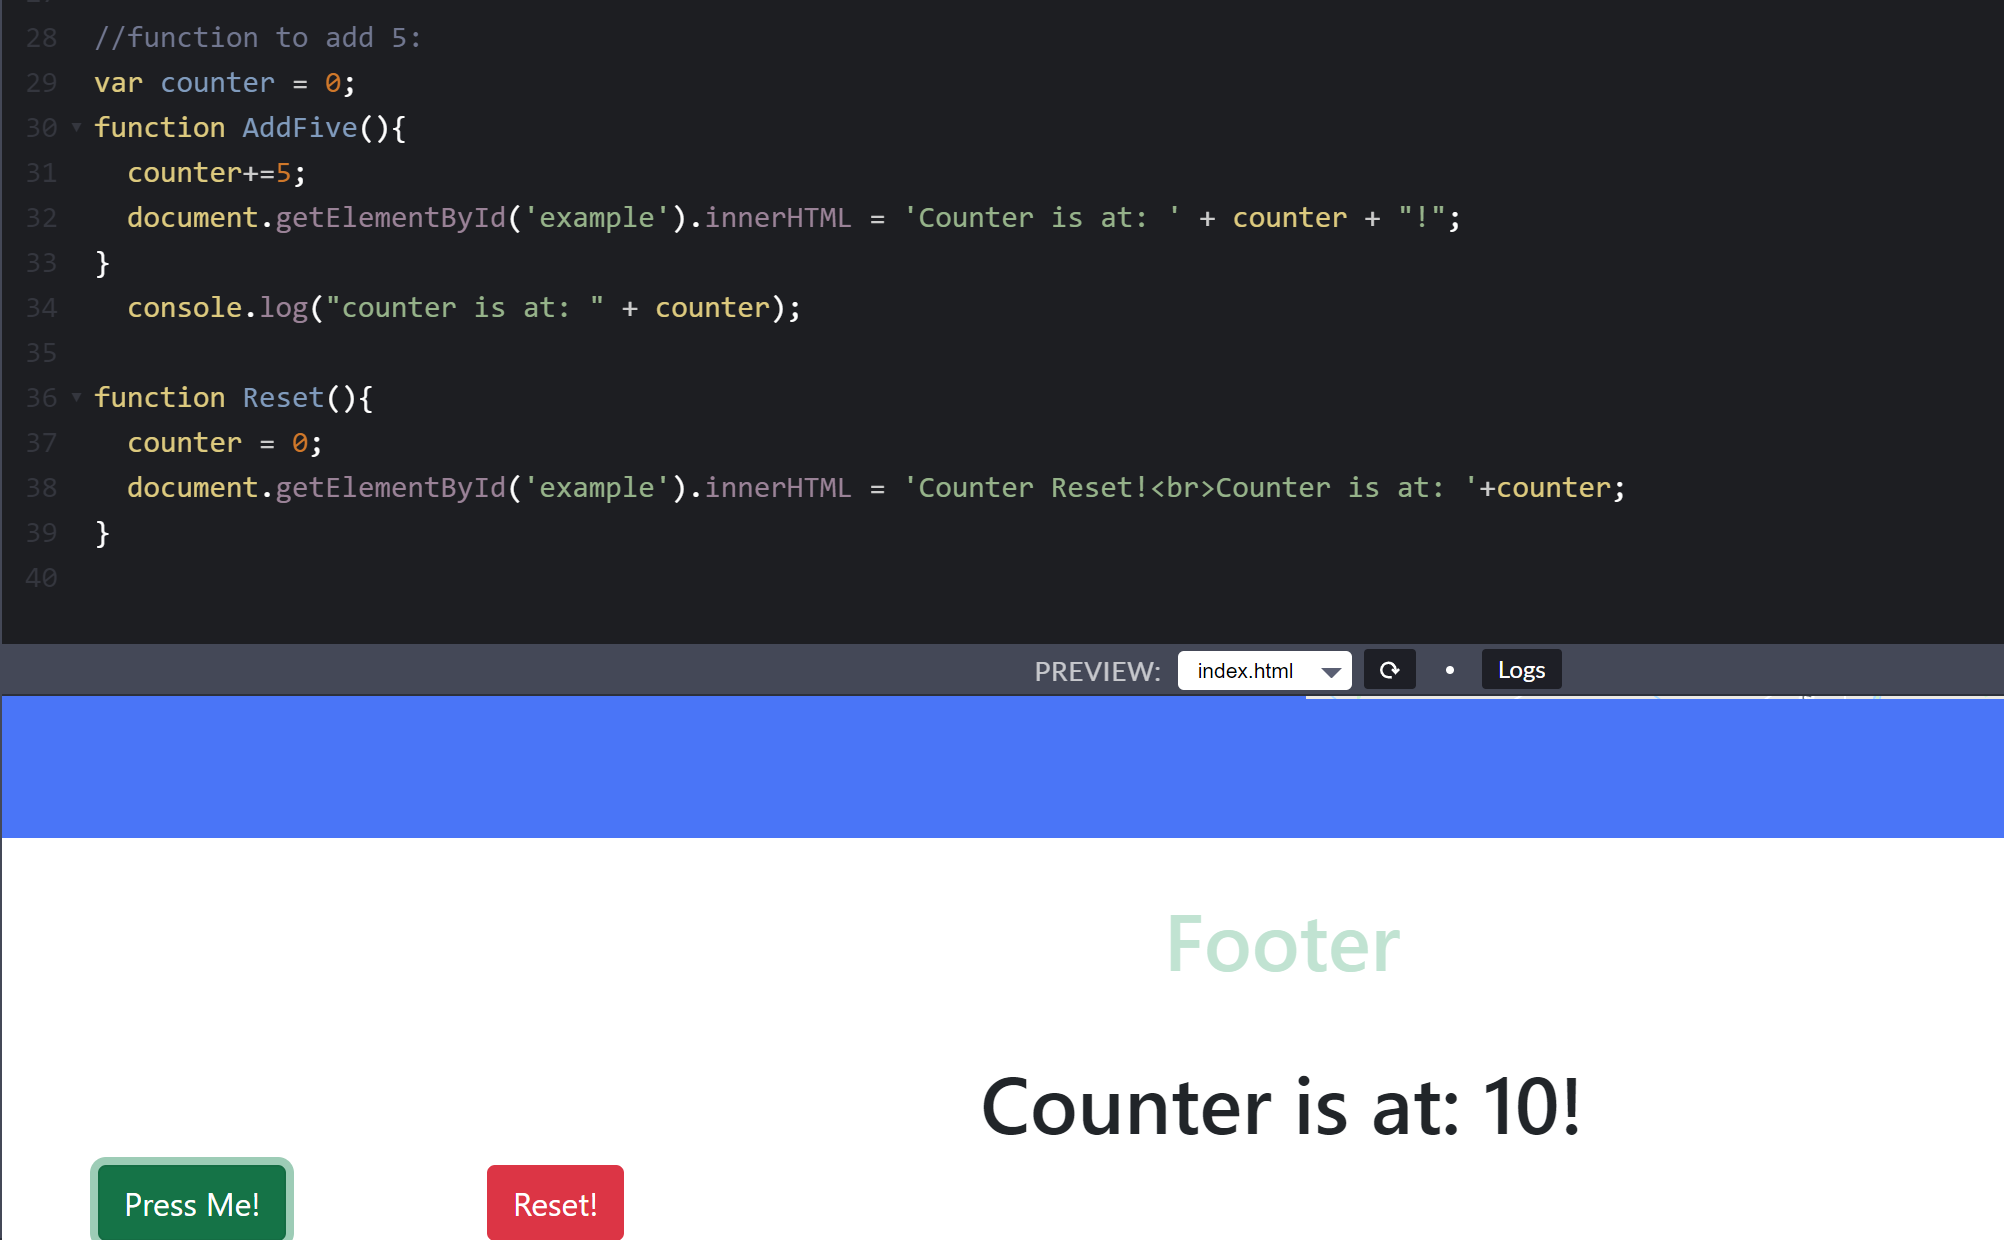 28 //function to add 5:
29 var counter = 0;
30 function AddFive(){
31 counter+=5;
32 document.getElementById('example').innerHTML = 'Counter is at: ' + counter + "!";
33 }
34 console.log("counter is at: " + counter);
35
36 function Reset(){
37 counter = 0;
38 document.getElementById('example').innerHTML = 'Counter Reset!<br>Counter is at: '+counter;
39 }
40
PREVIEW: index.html Logs
Footer
Counter is at: 10!
Press Me! Reset!